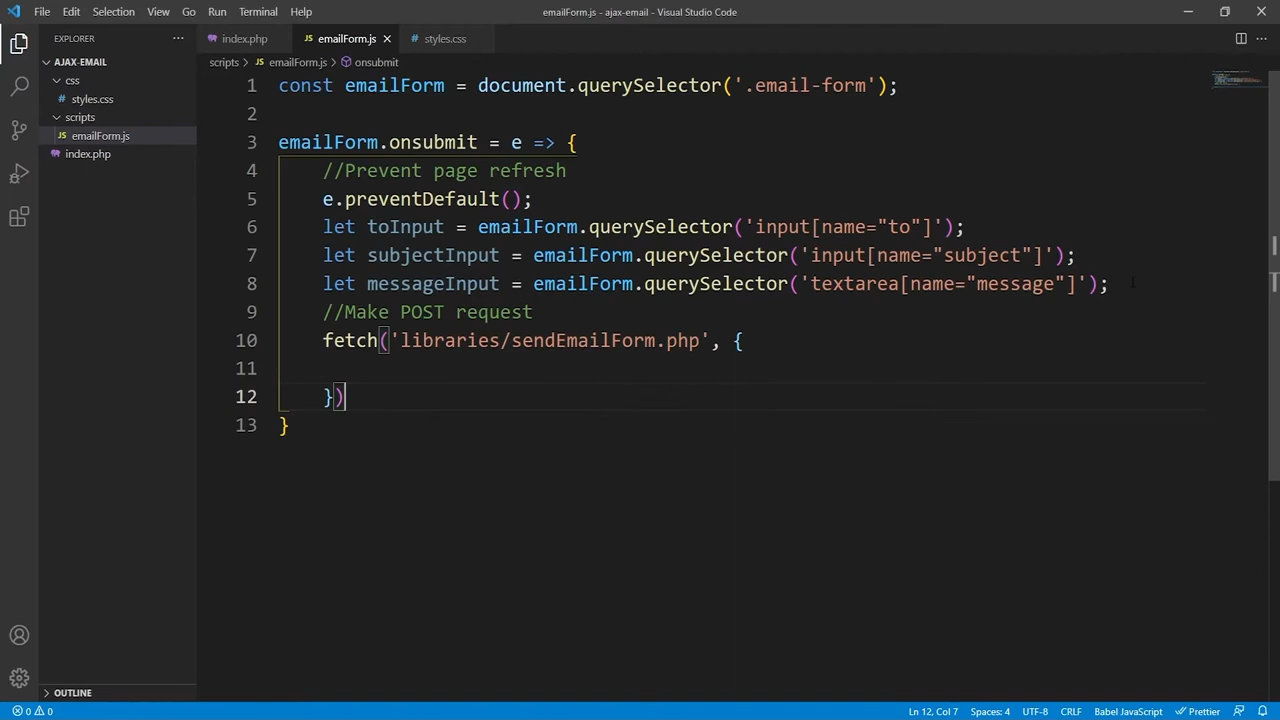 File Edit Selection View Go Run Terminal Help
emailForm.js - ajax-email - Visual Studio Code
EXPLORER
index.php
emailForm.js
styles.css
AJAX-EMAIL
css
styles.css
scripts
JS emailForm.js
index.php
OUTLINE
scripts > JS emailForm.js > onsubmit
1 const emailForm = document.querySelector('.email-form');
2
3 emailForm.onsubmit = e => {
4 //Prevent page refresh
5 e.preventDefault();
6 let toInput = emailForm.querySelector('input[name="to"]');
7 let subjectInput = emailForm.querySelector('input[name="subject"]');
8 let messageInput = emailForm.querySelector('textarea[name="message"]');
9 //Make POST request
10 fetch('libraries/sendEmailForm.php', {
11
12 })
13 }
0 0
Ln 12, Col 7 Spaces: 4 UTF-8 CRLF Babel JavaScript Prettier